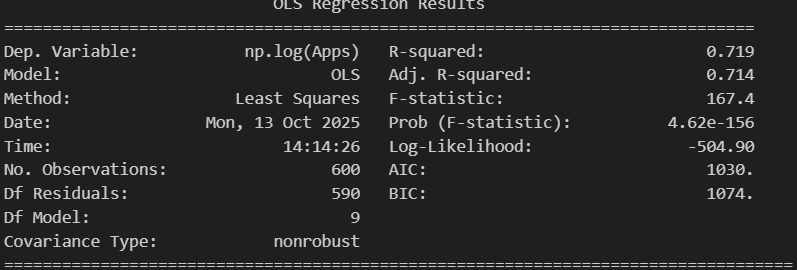 OLS Regression Results
==============================================================================
Dep. Variable:           np.log(Apps)   R-squared:                       0.719
Model:                            OLS   Adj. R-squared:                  0.714
Method:                 Least Squares   F-statistic:                     167.4
Date:                Mon, 13 Oct 2025   Prob (F-statistic):          4.62e-156
Time:                        14:14:26   Log-Likelihood:                -504.90
No. Observations:                 600   AIC:                             1030.
Df Residuals:                     590   BIC:                             1074.
Df Model:                           9
Covariance Type:            nonrobust
==================================================================================